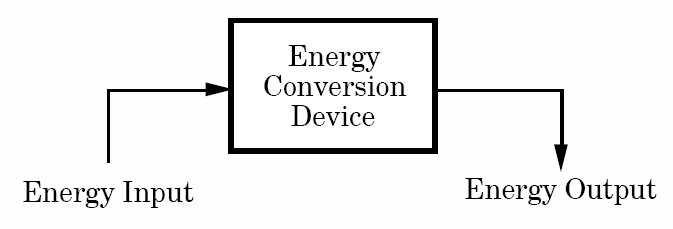 Energy
Conversion
Device
Energy Input
Energy Output